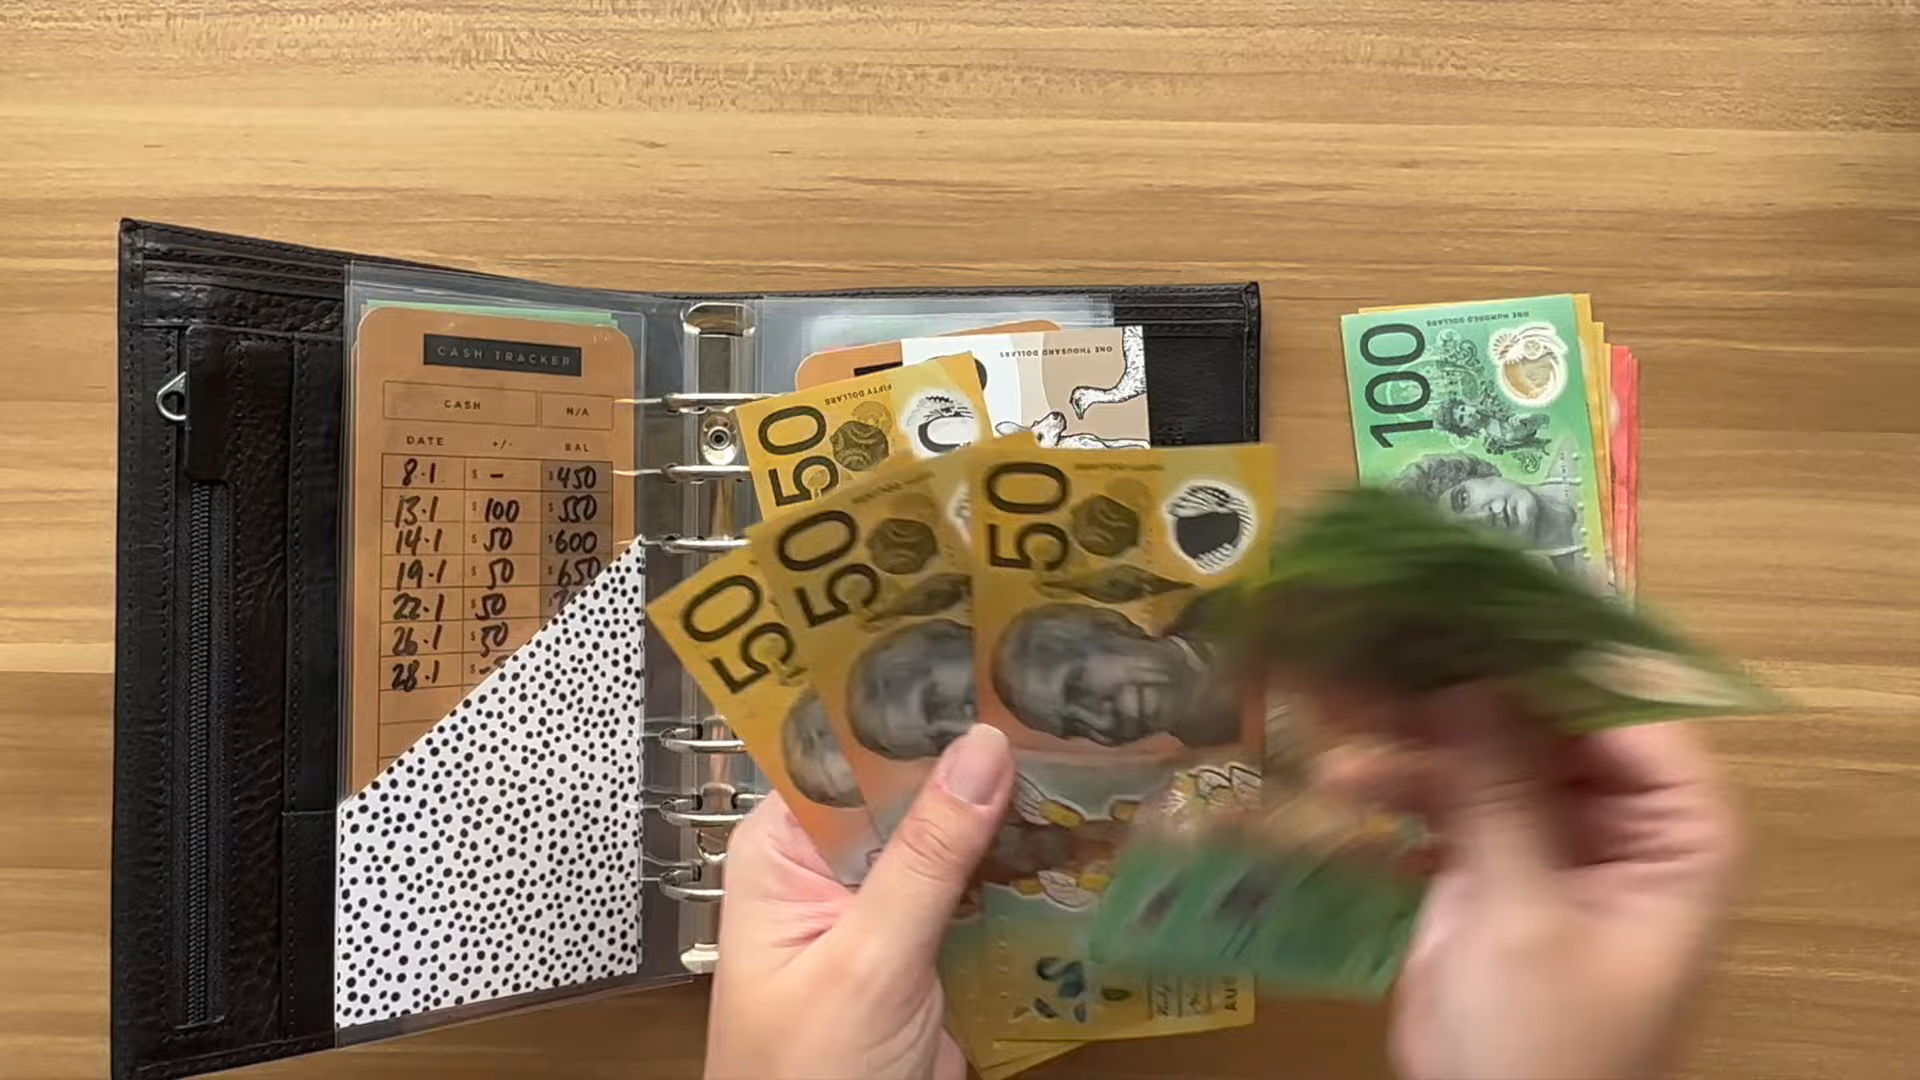 CASH TRACKER
CASH N/A
DATE +/- BAL
8.1 $ - $450
13.1 $ 100 $550
14.1 $ 50 $600
19.1 $ 50 $650
22.1 $ 50
26.1 $ 50
28.1 $
ONE THOUSAND DOLLARS
FIFTY DOLLARS
50
50
50
50
ONE HUNDRED DOLLARS
100